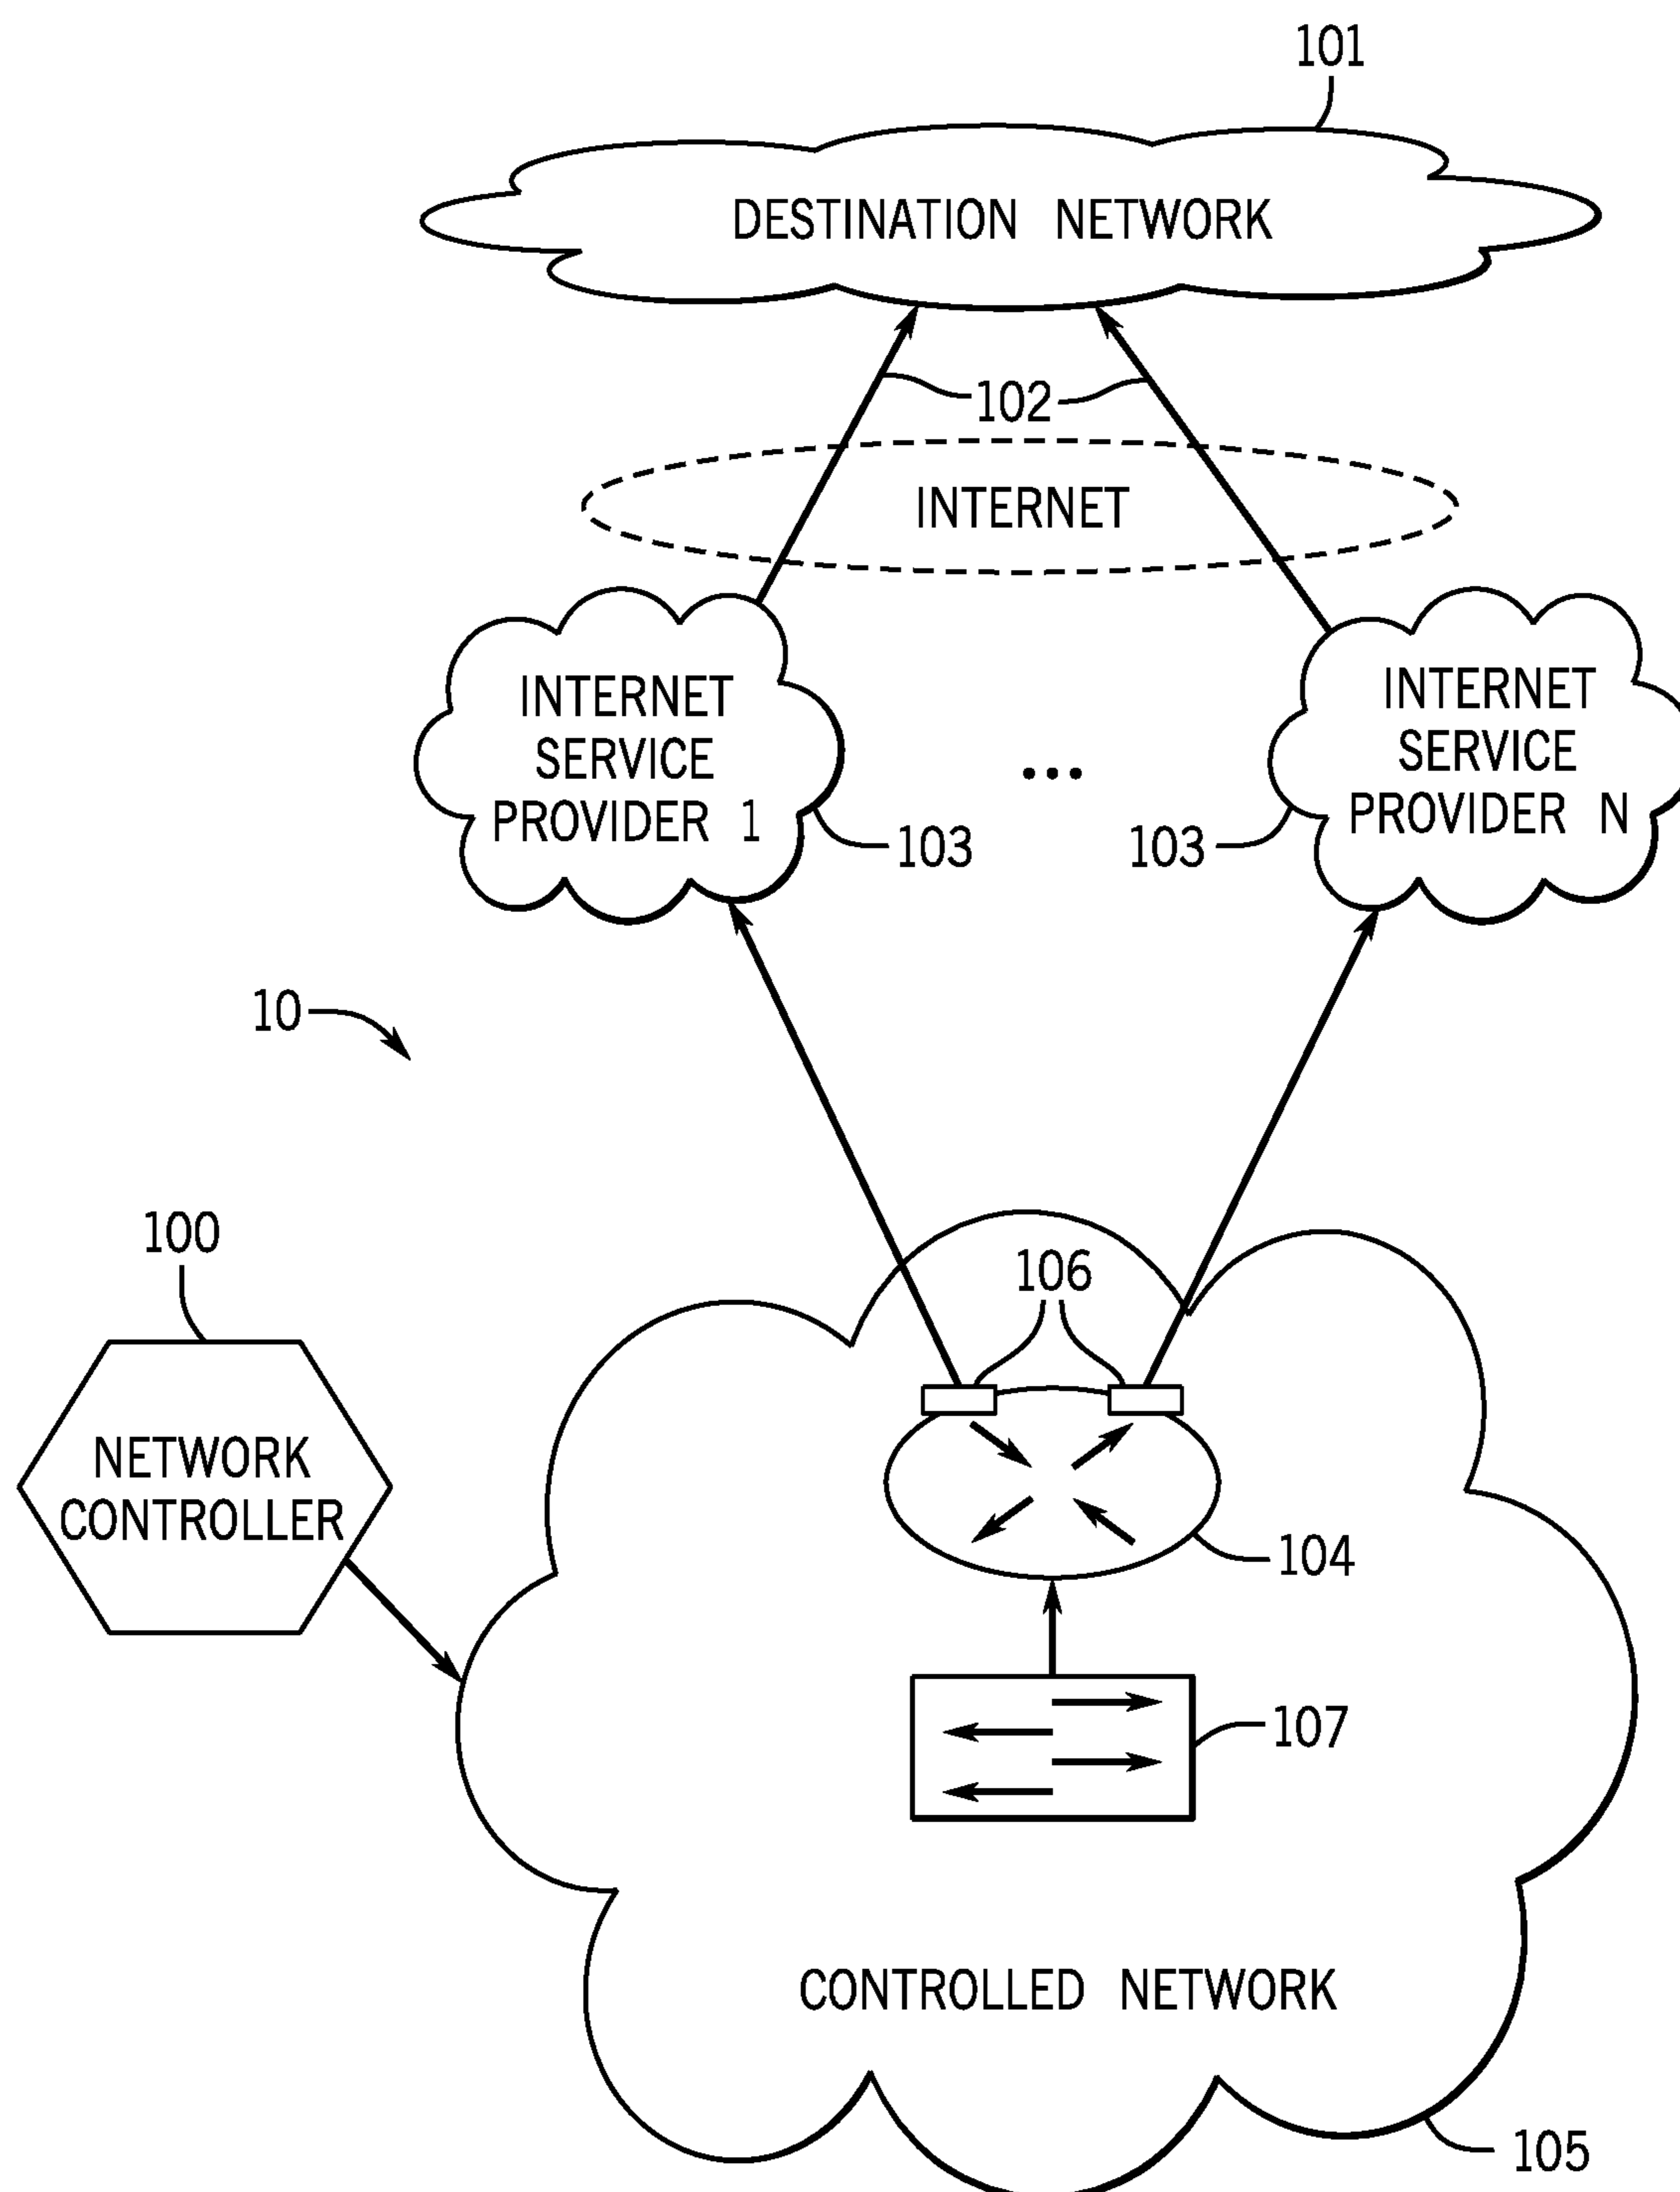 101
DESTINATION NETWORK
102
INTERNET
INTERNET
SERVICE
PROVIDER 1
103
...
INTERNET
SERVICE
PROVIDER N
103
10
100
NETWORK
CONTROLLER
106
104
107
CONTROLLED NETWORK
105